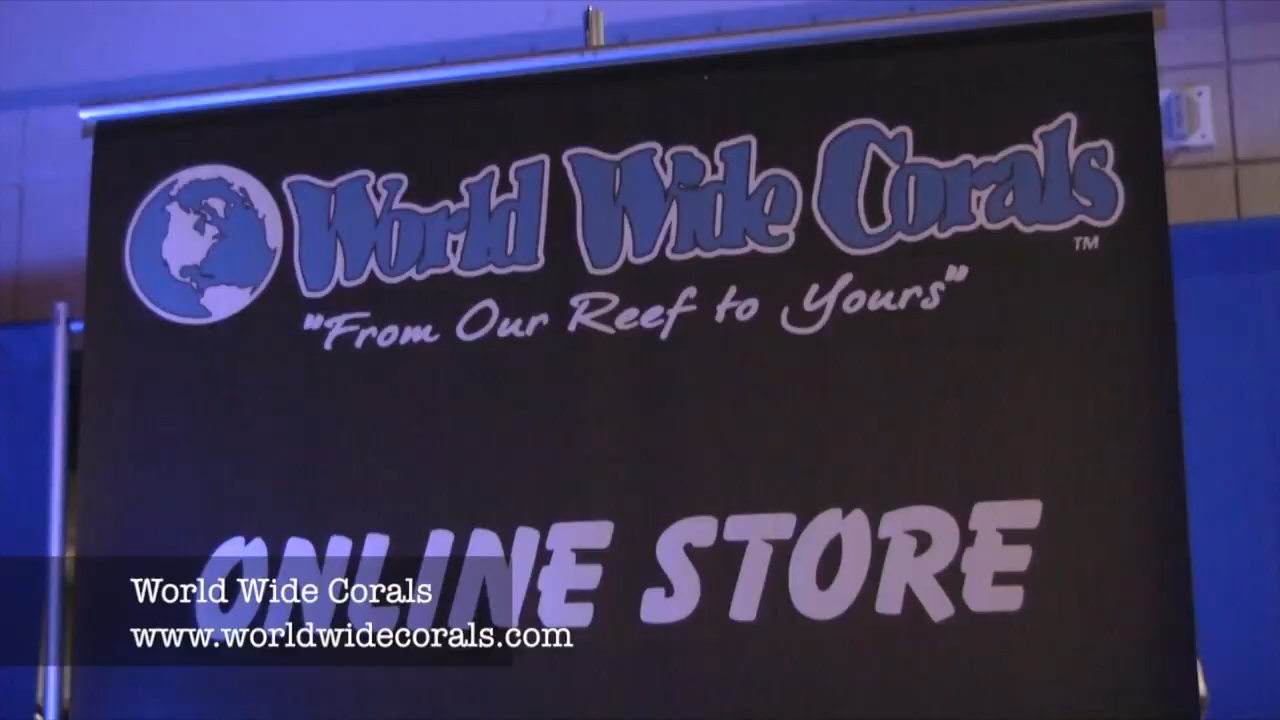 World Wide Corals
TM
"From Our Reef to Yours"
ONLINE STORE
World Wide Corals
www.worldwidecorals.com